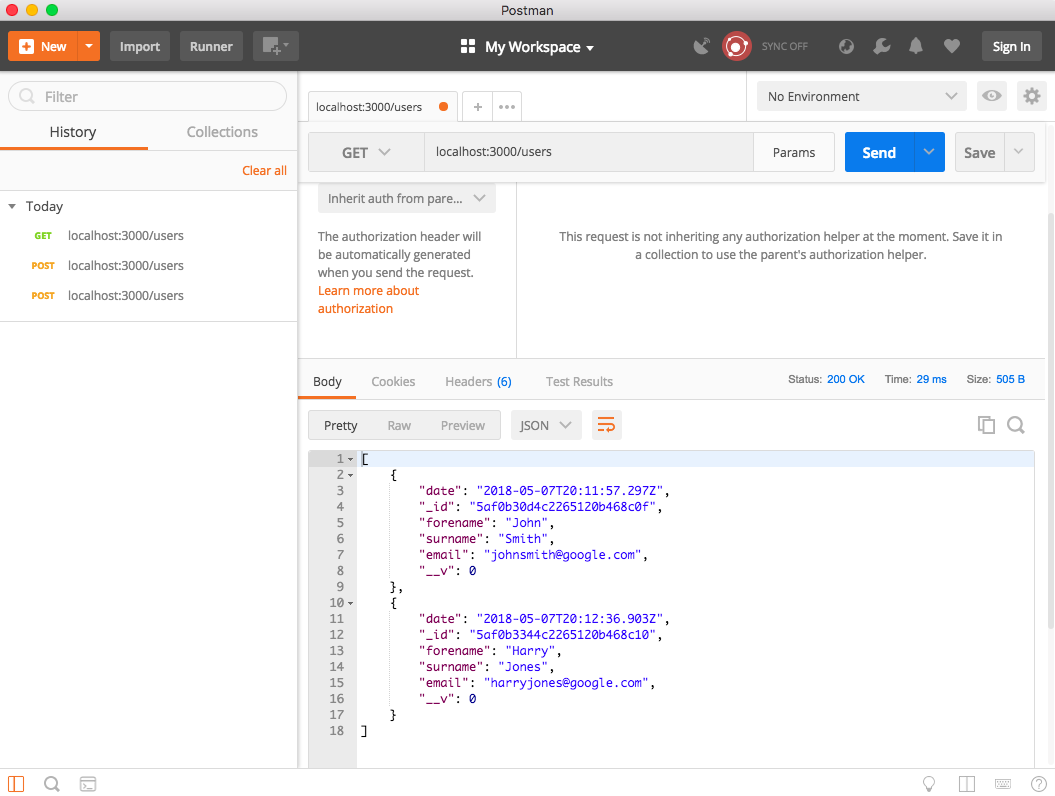 Postman
New
Import
Runner
My Workspace
SYNC OFF
Sign In
Filter
History
Collections
Clear all
Today
GET localhost:3000/users
POST localhost:3000/users
POST localhost:3000/users
localhost:3000/users
No Environment
GET
localhost:3000/users
Params
Send
Save
Inherit auth from pare...
The authorization header will
be automatically generated
when you send the request.
Learn more about
authorization
This request is not inheriting any authorization helper at the moment. Save it in
a collection to use the parent's authorization helper.
Body
Cookies
Headers (6)
Test Results
Status: 200 OK
Time: 29 ms
Size: 505 B
Pretty
Raw
Preview
JSON
1 [
2 {
3 "date": "2018-05-07T20:11:57.297Z",
4 "_id": "5af0b30d4c2265120b468c0f",
5 "forename": "John",
6 "surname": "Smith",
7 "email": "johnsmith@google.com",
8 "__v": 0
9 },
10 {
11 "date": "2018-05-07T20:12:36.903Z",
12 "_id": "5af0b3344c2265120b468c10",
13 "forename": "Harry",
14 "surname": "Jones",
15 "email": "harryjones@google.com",
16 "__v": 0
17 }
18 ]